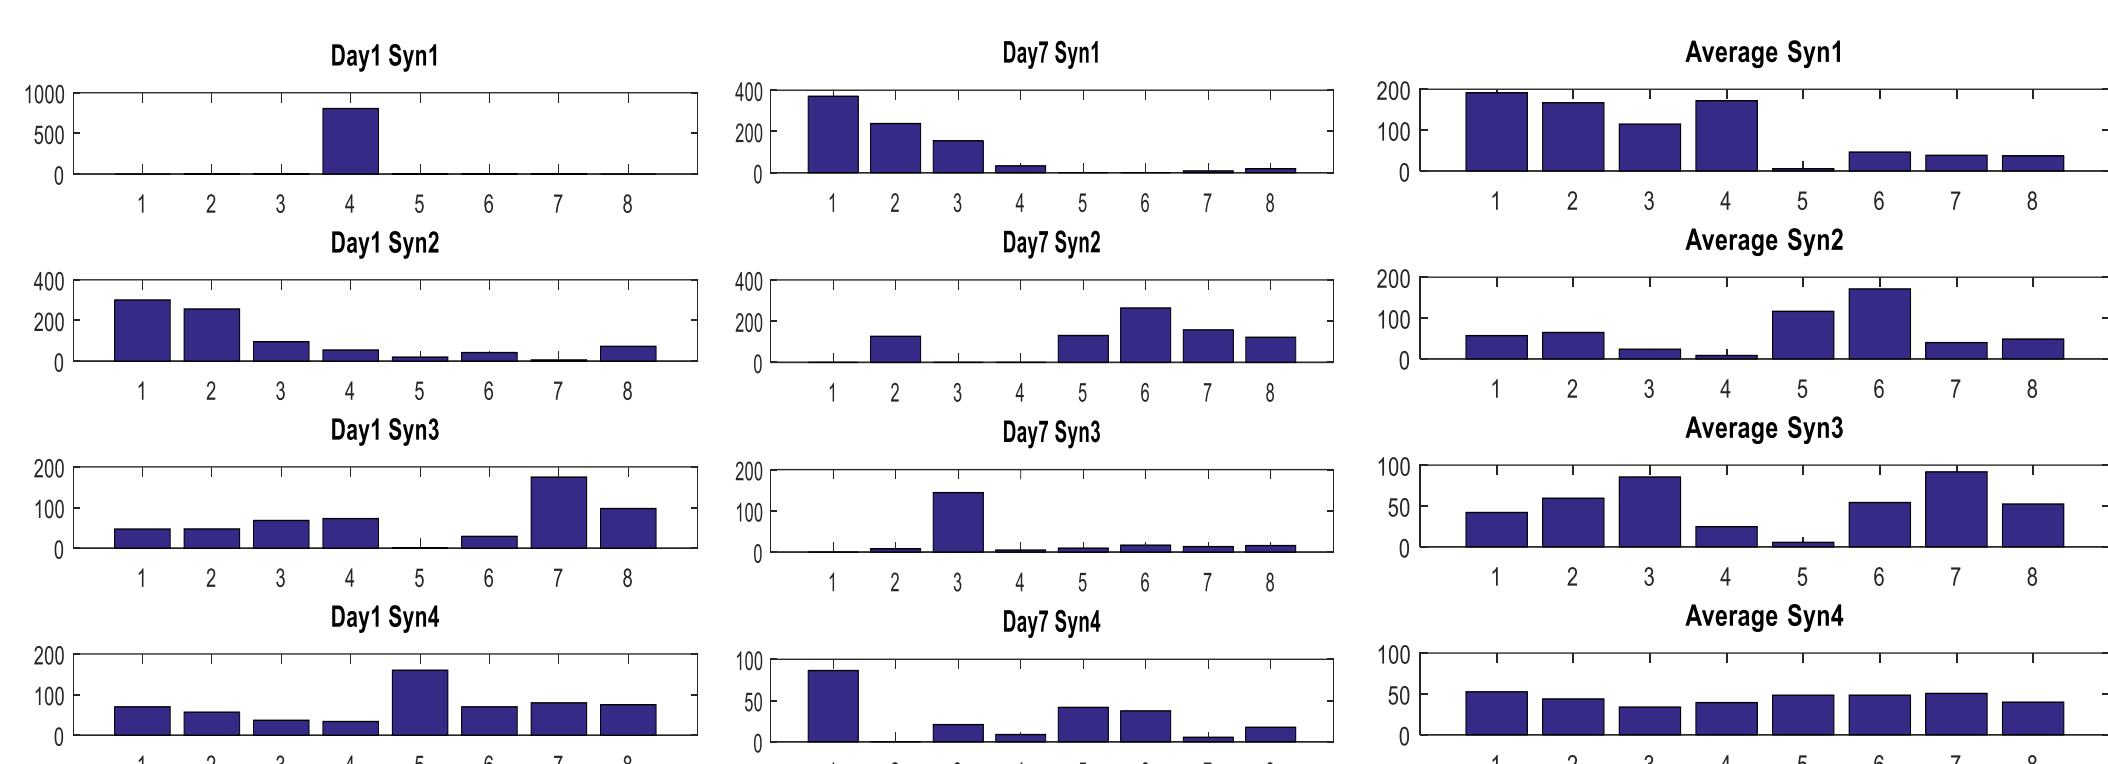 Day1 Syn1
1000
500
0
1 2 3 4 5 6 7 8
Day7 Syn1
400
200
0
1 2 3 4 5 6 7 8
Average Syn1
200
100
0
1 2 3 4 5 6 7 8
Day1 Syn2
400
200
0
1 2 3 4 5 6 7 8
Day7 Syn2
400
200
0
1 2 3 4 5 6 7 8
Average Syn2
200
100
0
1 2 3 4 5 6 7 8
Day1 Syn3
200
100
0
1 2 3 4 5 6 7 8
Day7 Syn3
200
100
0
1 2 3 4 5 6 7 8
Average Syn3
100
50
0
1 2 3 4 5 6 7 8
Day1 Syn4
200
100
0
Day7 Syn4
100
50
0
Average Syn4
100
50
0